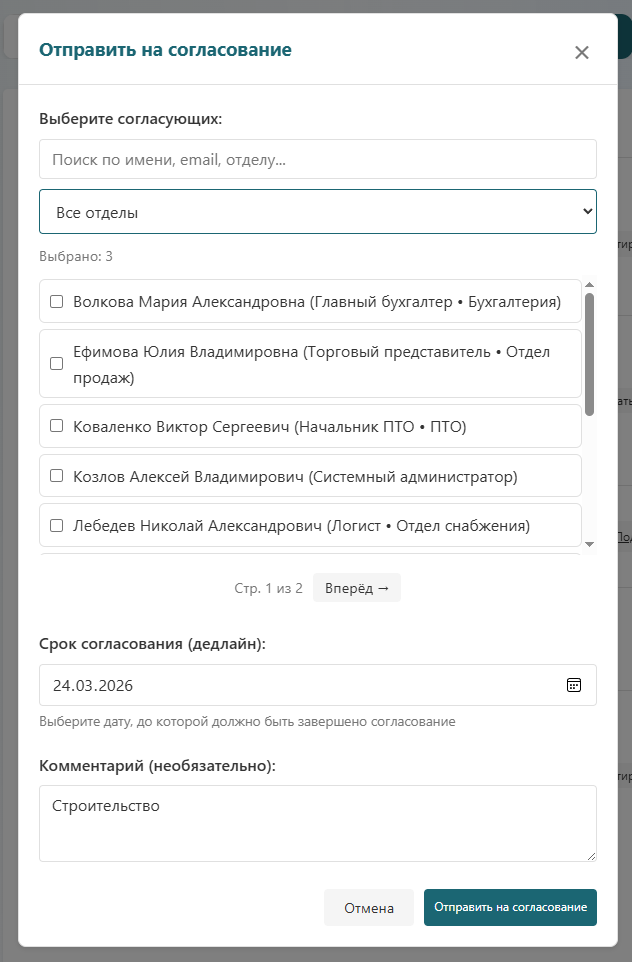 Отправить на согласование
Выберите согласующих:
Поиск по имени, email, отделу...
Все отделы
Выбрано: 3
Волкова Мария Александровна (Главный бухгалтер • Бухгалтерия)
Ефимова Юлия Владимировна (Торговый представитель • Отдел
продаж)
Коваленко Виктор Сергеевич (Начальник ПТО • ПТО)
Козлов Алексей Владимирович (Системный администратор)
Лебедев Николай Александрович (Логист • Отдел снабжения)
Стр. 1 из 2 Вперёд →
Срок согласования (дедлайн):
24.03.2026
Выберите дату, до которой должно быть завершено согласование
Комментарий (необязательно):
Строительство
Отмена Отправить на согласование